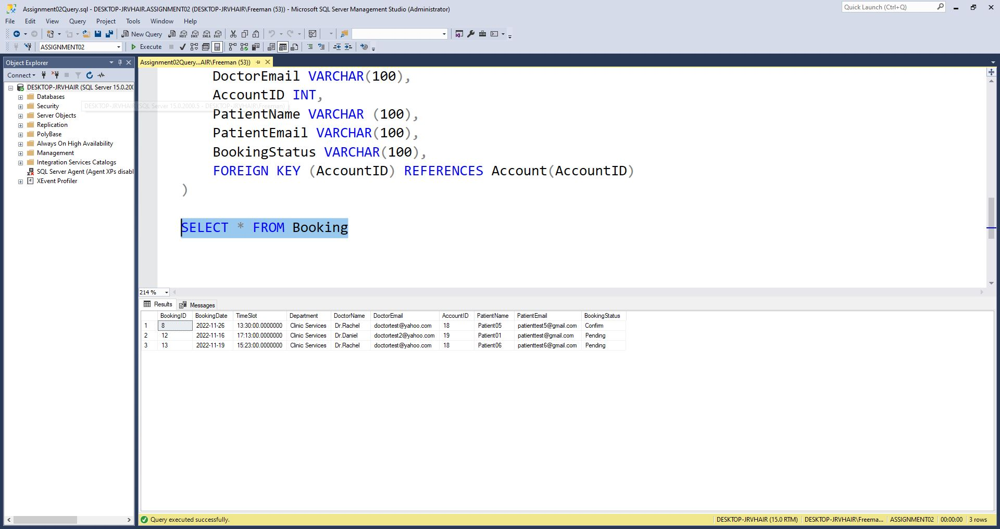 Assignment02Query.sql - DESKTOP-JRVHAIR.ASSIGNMENT02 (DESKTOP-JRVHAIR\Freeman (53)) - Microsoft SQL Server Management Studio (Administrator)
Quick Launch (Ctrl+Q)
File Edit View Query Project Tools Window Help
New Query
MDX DMX XMLA DAX
ASSIGNMENT02
Execute
Object Explorer
Assignment02Query...AIR\Freeman (53))
Connect
DESKTOP-JRVHAIR (SQL Server 15.0.200
Databases
Security
Server Objects
Replication
PolyBase
Always On High Availability
Management
Integration Services Catalogs
SQL Server Agent (Agent XPs disabl
XEvent Profiler
DESKTOP-JRVHAIR (SQL Server 15.0.2000.5 - DESKTOP-JRVHAIR\Freeman)
DoctorEmail VARCHAR(100),
AccountID INT,
PatientName VARCHAR (100),
PatientEmail VARCHAR(100),
BookingStatus VARCHAR(100),
FOREIGN KEY (AccountID) REFERENCES Account(AccountID)
)
SELECT * FROM Booking
214 %
Results Messages
BookingID BookingDate TimeSlot Department DoctorName DoctorEmail AccountID PatientName PatientEmail BookingStatus
1 8 2022-11-26 13:30:00.0000000 Clinic Services Dr.Rachel doctortest@yahoo.com 18 Patient05 patienttest5@gmail.com Confirm
2 12 2022-11-16 17:13:00.0000000 Clinic Services Dr.Daniel doctortest2@yahoo.com 19 Patient01 patienttest@gmail.com Pending
3 13 2022-11-19 15:23:00.0000000 Clinic Services Dr.Rachel doctortest@yahoo.com 18 Patient06 patienttest6@gmail.com Pending
Query executed successfully.
DESKTOP-JRVHAIR (15.0 RTM) DESKTOP-JRVHAIR\Freema... ASSIGNMENT02 00:00:00 3 rows